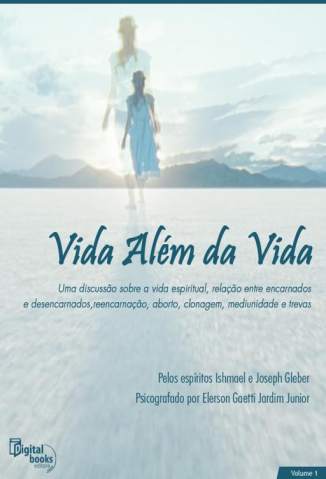 Vida Além da Vida
Uma discussão sobre a vida espiritual, relação entre encarnados
e desencarnados,reencarnação, aborto, clonagem, mediunidade e trevas
Pelos espíritos Ishmael e Joseph Gleber
Psicografado por Elerson Gaetti Jardim Junior
Digital
books
editora
Volume 1